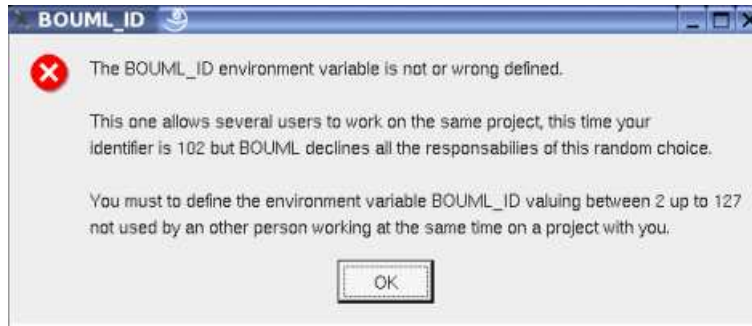 BOUML_ID
The BOUML_ID environment variable is not or wrong defined.
This one allows several users to work on the same project, this time your
identifier is 102 but BOUML declines all the responsabilies of this random choice.
You must to define the environment variable BOUML_ID valuing between 2 up to 127
not used by an other person working at the same time on a project with you.
OK